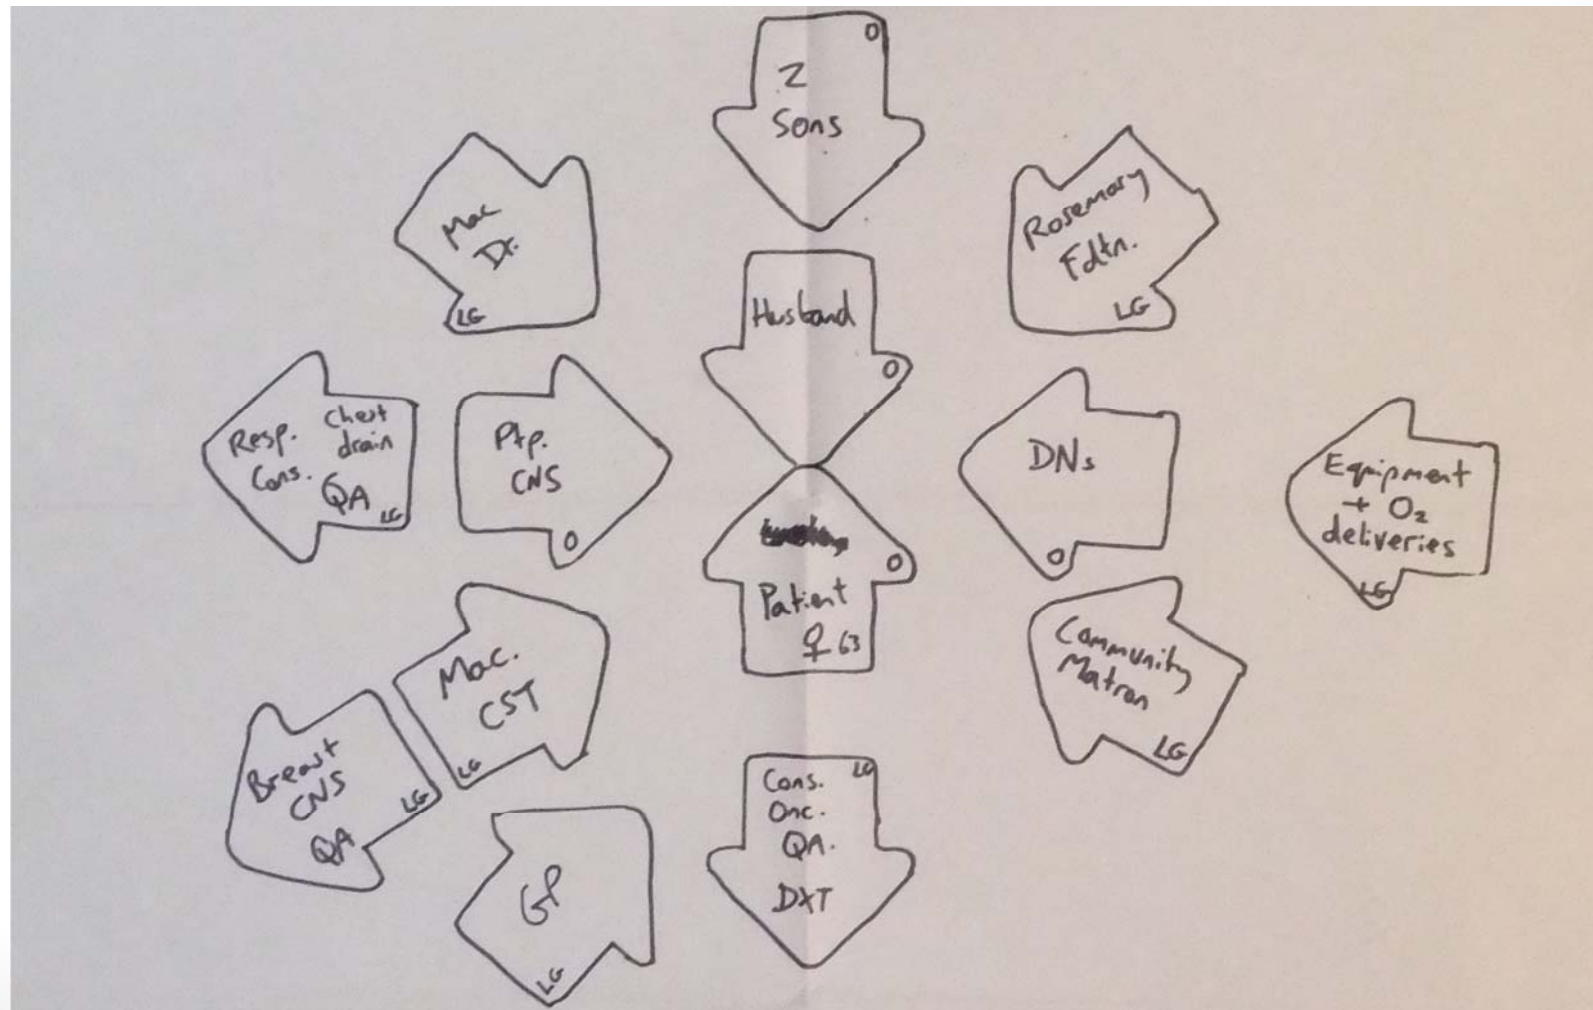 O
2
Sons
Mac
Dr.
LG
Rosemary
Fdtn.
LG
Husband
O
Resp.
Cons.
Chest
drain
QA
LG
Ptp.
CNS
O
DNs
O
Equipment
+ O₂
deliveries
LG
O
Patient
♀ 63
Mac.
CST
LG
Community
Matron
LG
Breast
CNS
QA
LG
GP
LG
Cons. LG
Onc.
QA.
DXT